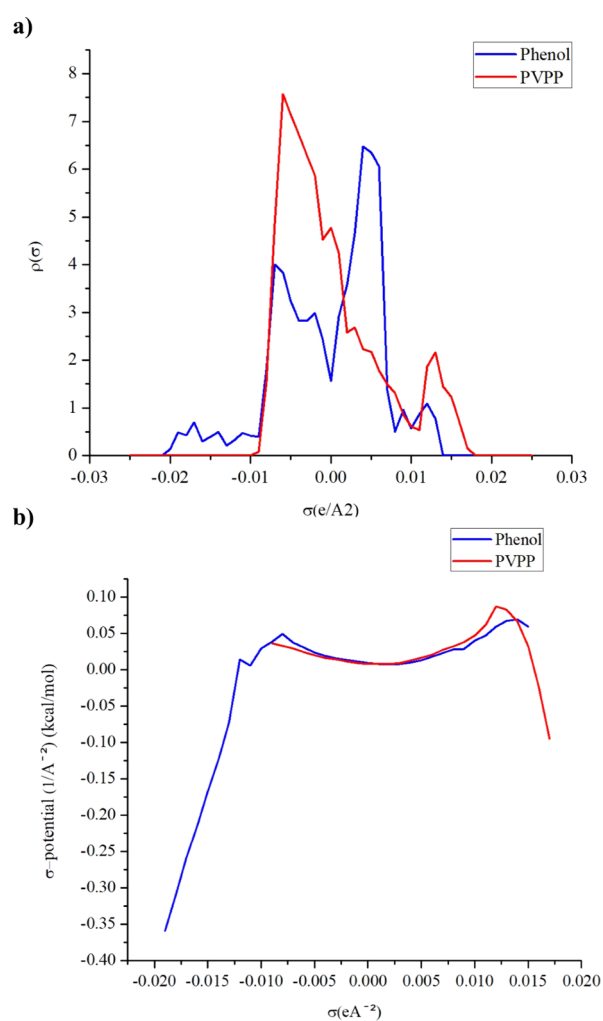 a)
Phenol
PVPP
8
7
6
5
4
3
2
1
0
ρ(σ)
-0.03 -0.02 -0.01 0.00 0.01 0.02 0.03
σ(e/A2)
b)
Phenol
PVPP
0.10
0.05
0.00
-0.05
-0.10
-0.15
-0.20
-0.25
-0.30
-0.35
-0.40
σ–potential (1/A⁻²) (kcal/mol)
-0.020 -0.015 -0.010 -0.005 0.000 0.005 0.010 0.015 0.020
σ(eA⁻²)